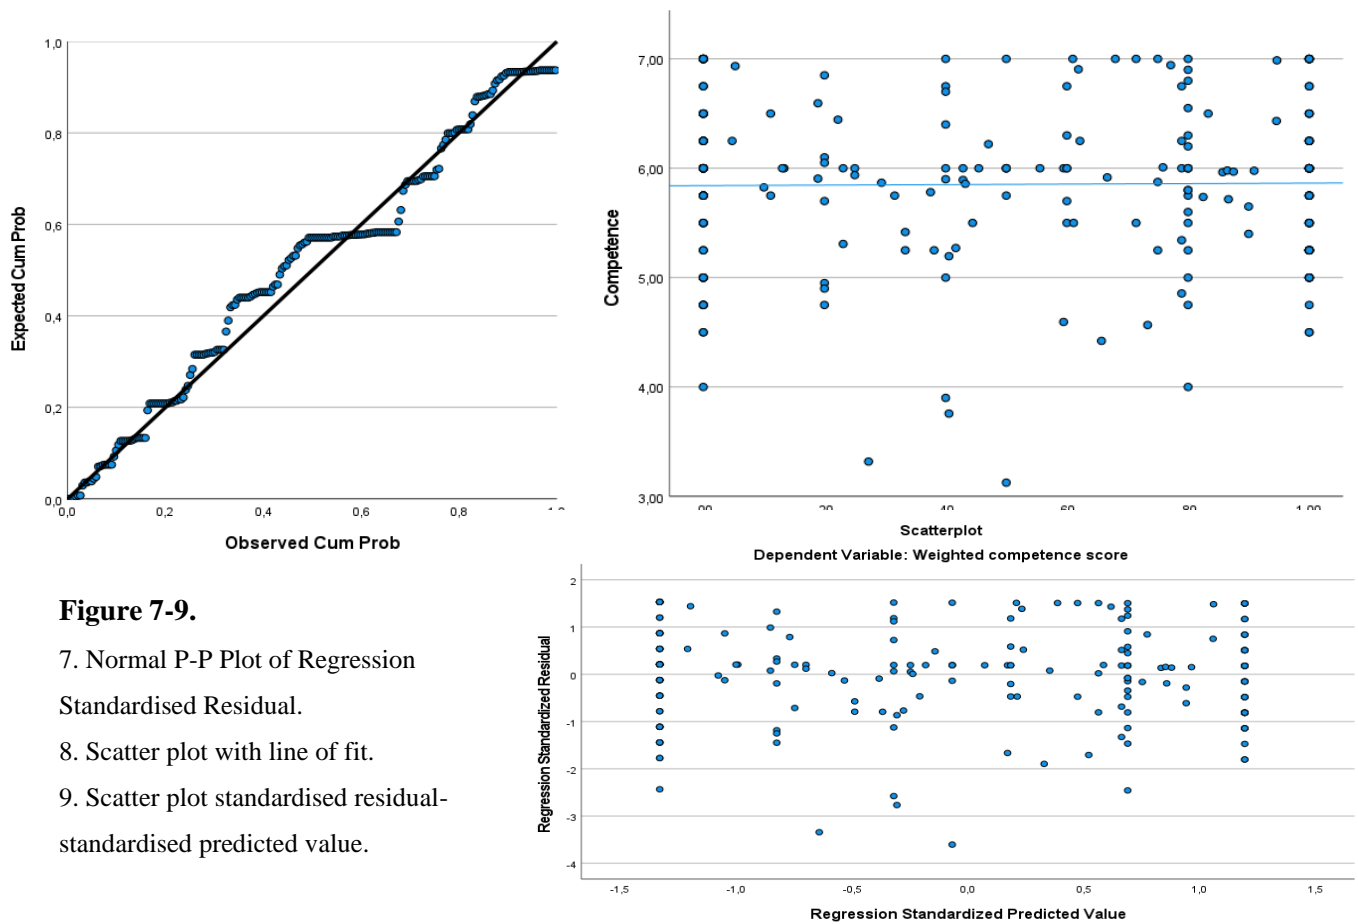 1,0
0,8
0,6
0,4
0,2
0,0
Expected Cum Prob
0,0 0,2 0,4 0,6 0,8
Observed Cum Prob
7,00
6,00
5,00
4,00
3,00
Competence
Scatterplot
Dependent Variable: Weighted competence score
Figure 7-9.
7. Normal P-P Plot of Regression
Standardised Residual.
8. Scatter plot with line of fit.
9. Scatter plot standardised residual-
standardised predicted value.
2
1
0
-1
-2
-3
-4
Regression Standardized Residual
-1,5 -1,0 -0,5 0,0 0,5 1,0 1,5
Regression Standardized Predicted Value